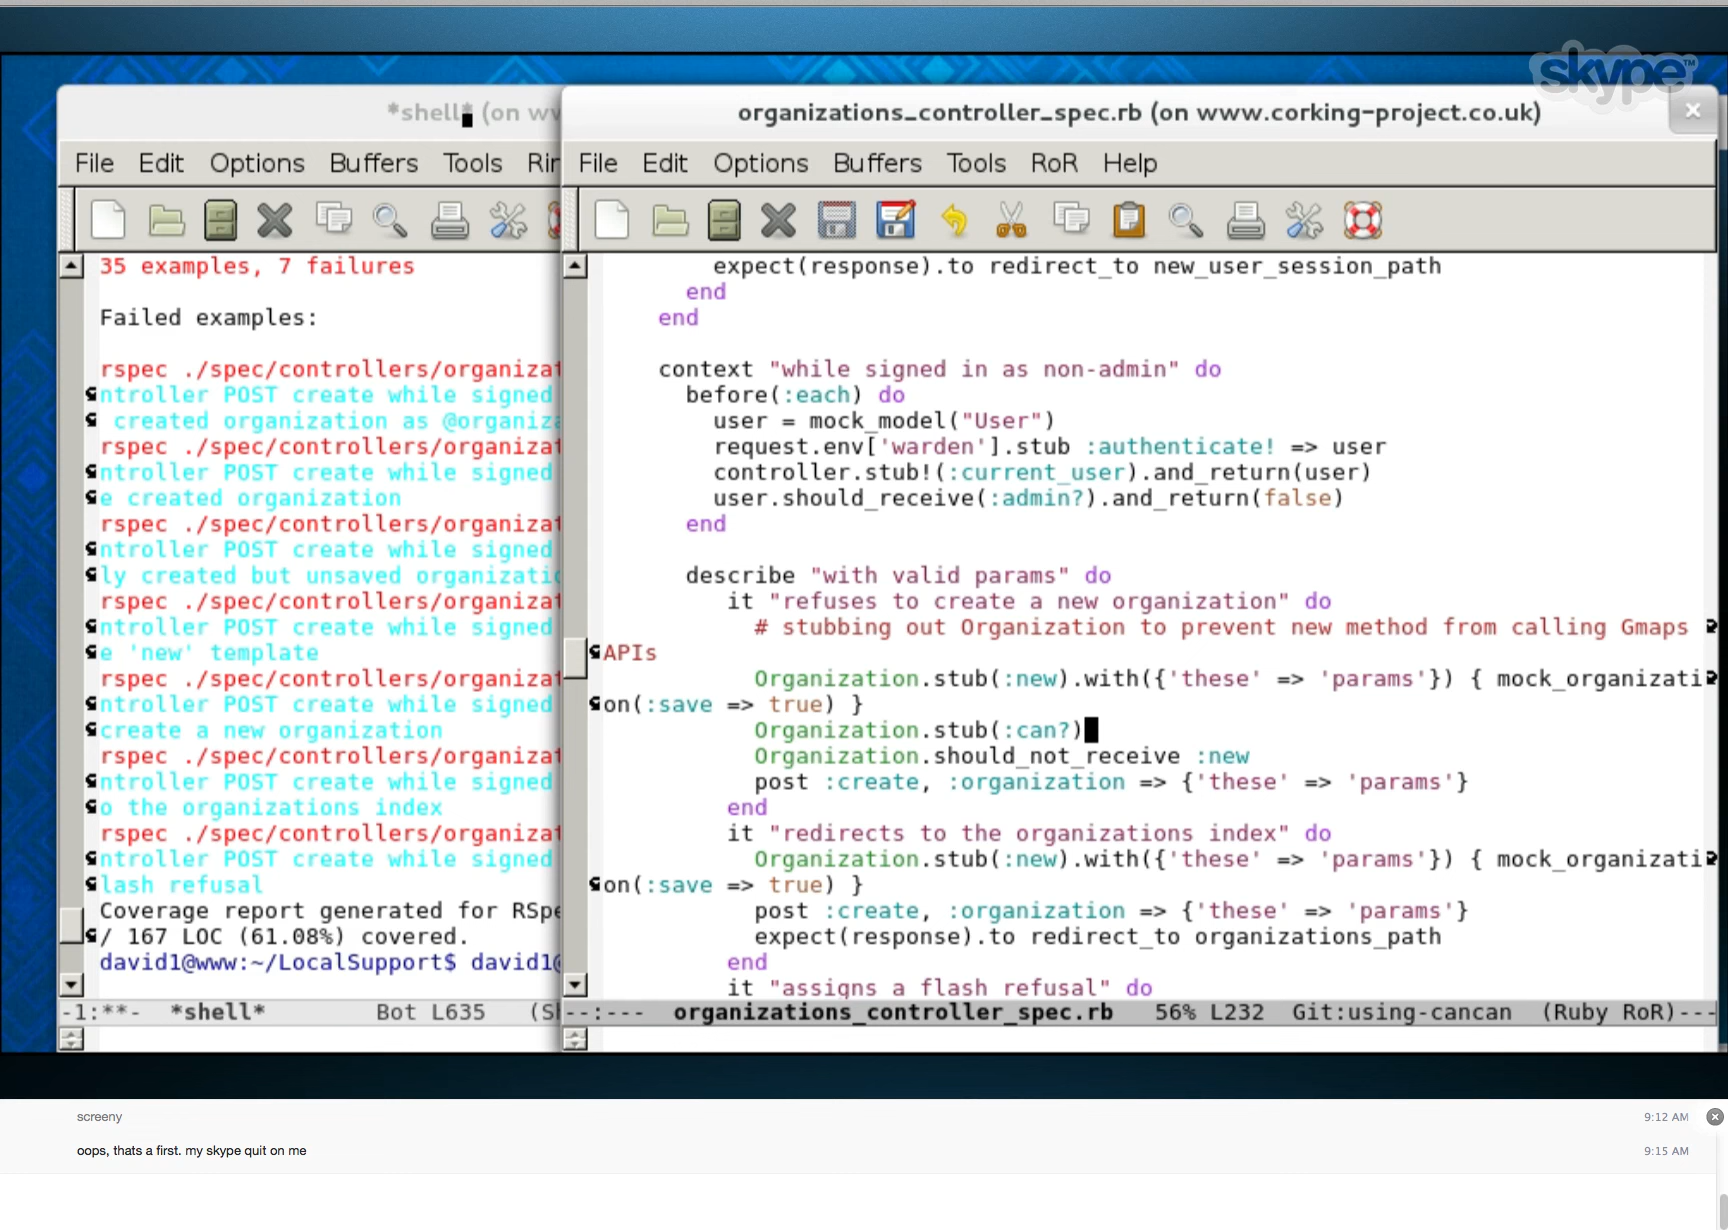 skype™
*shell* (on ww
File Edit Options Buffers Tools Rin
35 examples, 7 failures
Failed examples:
rspec ./spec/controllers/organizat
ntroller POST create while signed
created organization as @organiza
rspec ./spec/controllers/organizat
ntroller POST create while signed
e created organization
rspec ./spec/controllers/organizat
ntroller POST create while signed
ly created but unsaved organizatio
rspec ./spec/controllers/organizat
ntroller POST create while signed
e 'new' template
rspec ./spec/controllers/organizat
ntroller POST create while signed
create a new organization
rspec ./spec/controllers/organizat
ntroller POST create while signed
o the organizations index
rspec ./spec/controllers/organizat
ntroller POST create while signed
lash refusal
Coverage report generated for RSpe
/ 167 LOC (61.08%) covered.
david1@www:~/LocalSupport$ david1@
-1:**- *shell* Bot L635 (Sh
organizations_controller_spec.rb (on www.corking-project.co.uk)
File Edit Options Buffers Tools RoR Help
expect(response).to redirect_to new_user_session_path
end
end
context "while signed in as non-admin" do
before(:each) do
user = mock_model("User")
request.env['warden'].stub :authenticate! => user
controller.stub!(:current_user).and_return(user)
user.should_receive(:admin?).and_return(false)
end
describe "with valid params" do
it "refuses to create a new organization" do
# stubbing out Organization to prevent new method from calling Gmaps
APIs
Organization.stub(:new).with({'these' => 'params'}) { mock_organizati
on(:save => true) }
Organization.stub(:can?)
Organization.should_not_receive :new
post :create, :organization => {'these' => 'params'}
end
it "redirects to the organizations index" do
Organization.stub(:new).with({'these' => 'params'}) { mock_organizati
on(:save => true) }
post :create, :organization => {'these' => 'params'}
expect(response).to redirect_to organizations_path
end
it "assigns a flash refusal" do
--:--- organizations_controller_spec.rb 56% L232 Git:using-cancan (Ruby RoR)---
screeny 9:12 AM
oops, thats a first. my skype quit on me 9:15 AM